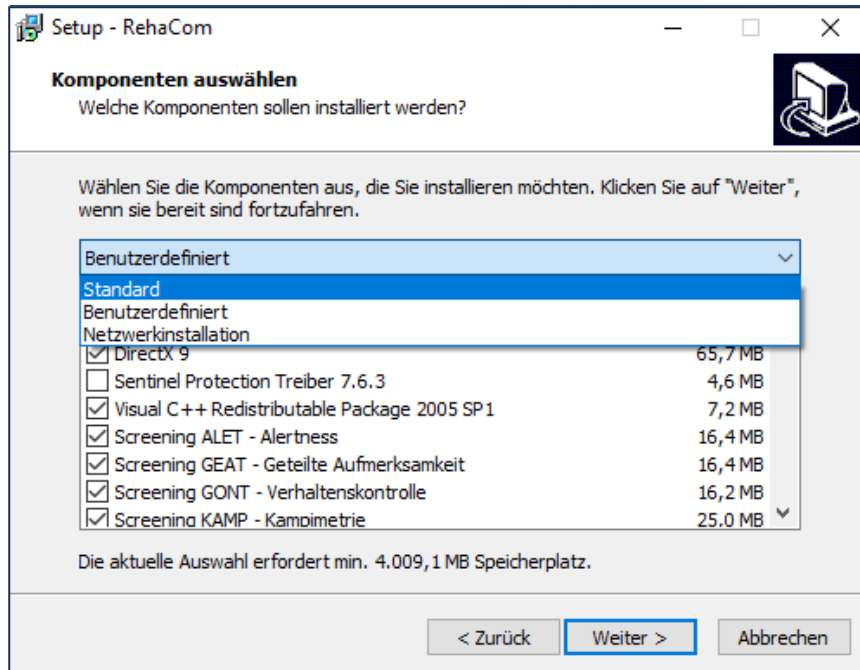 Setup - RehaCom
Komponenten auswählen
Welche Komponenten sollen installiert werden?
Wählen Sie die Komponenten aus, die Sie installieren möchten. Klicken Sie auf "Weiter",
wenn sie bereit sind fortzufahren.
Benutzerdefiniert
Standard
Benutzerdefiniert
Netzwerkinstallation
DirectX 9 65,7 MB
Sentinel Protection Treiber 7.6.3 4,6 MB
Visual C++ Redistributable Package 2005 SP1 7,2 MB
Screening ALET - Alertness 16,4 MB
Screening GEAT - Geteilte Aufmerksamkeit 16,4 MB
Screening GONT - Verhaltenskontrolle 16,2 MB
Screening KAMP - Kampimetrie 25,0 MB
Die aktuelle Auswahl erfordert min. 4.009,1 MB Speicherplatz.
< Zurück Weiter > Abbrechen